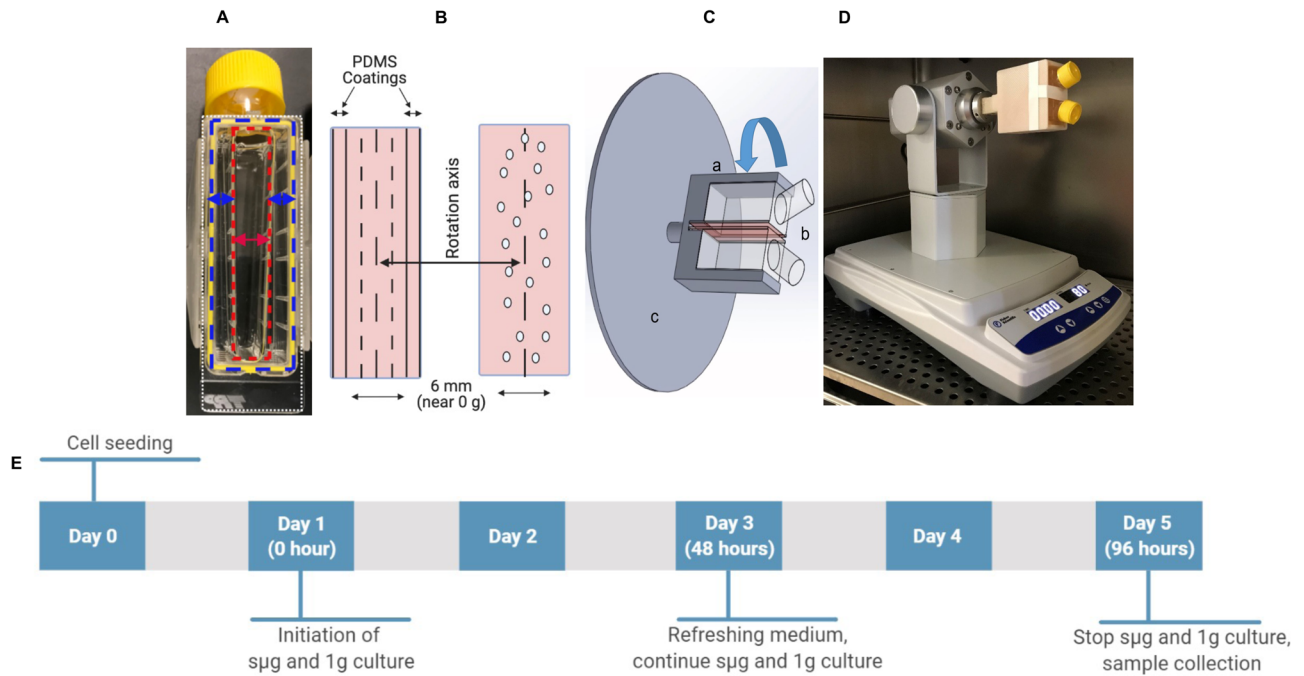 A
B
C
D
PDMS
Coatings
Rotation axis
6 mm
(near 0 g)
a
b
c
E
Cell seeding
Day 0
Day 1
(0 hour)
Day 2
Day 3
(48 hours)
Day 4
Day 5
(96 hours)
Initiation of
sµg and 1g culture
Refreshing medium,
continue sµg and 1g culture
Stop sµg and 1g culture,
sample collection